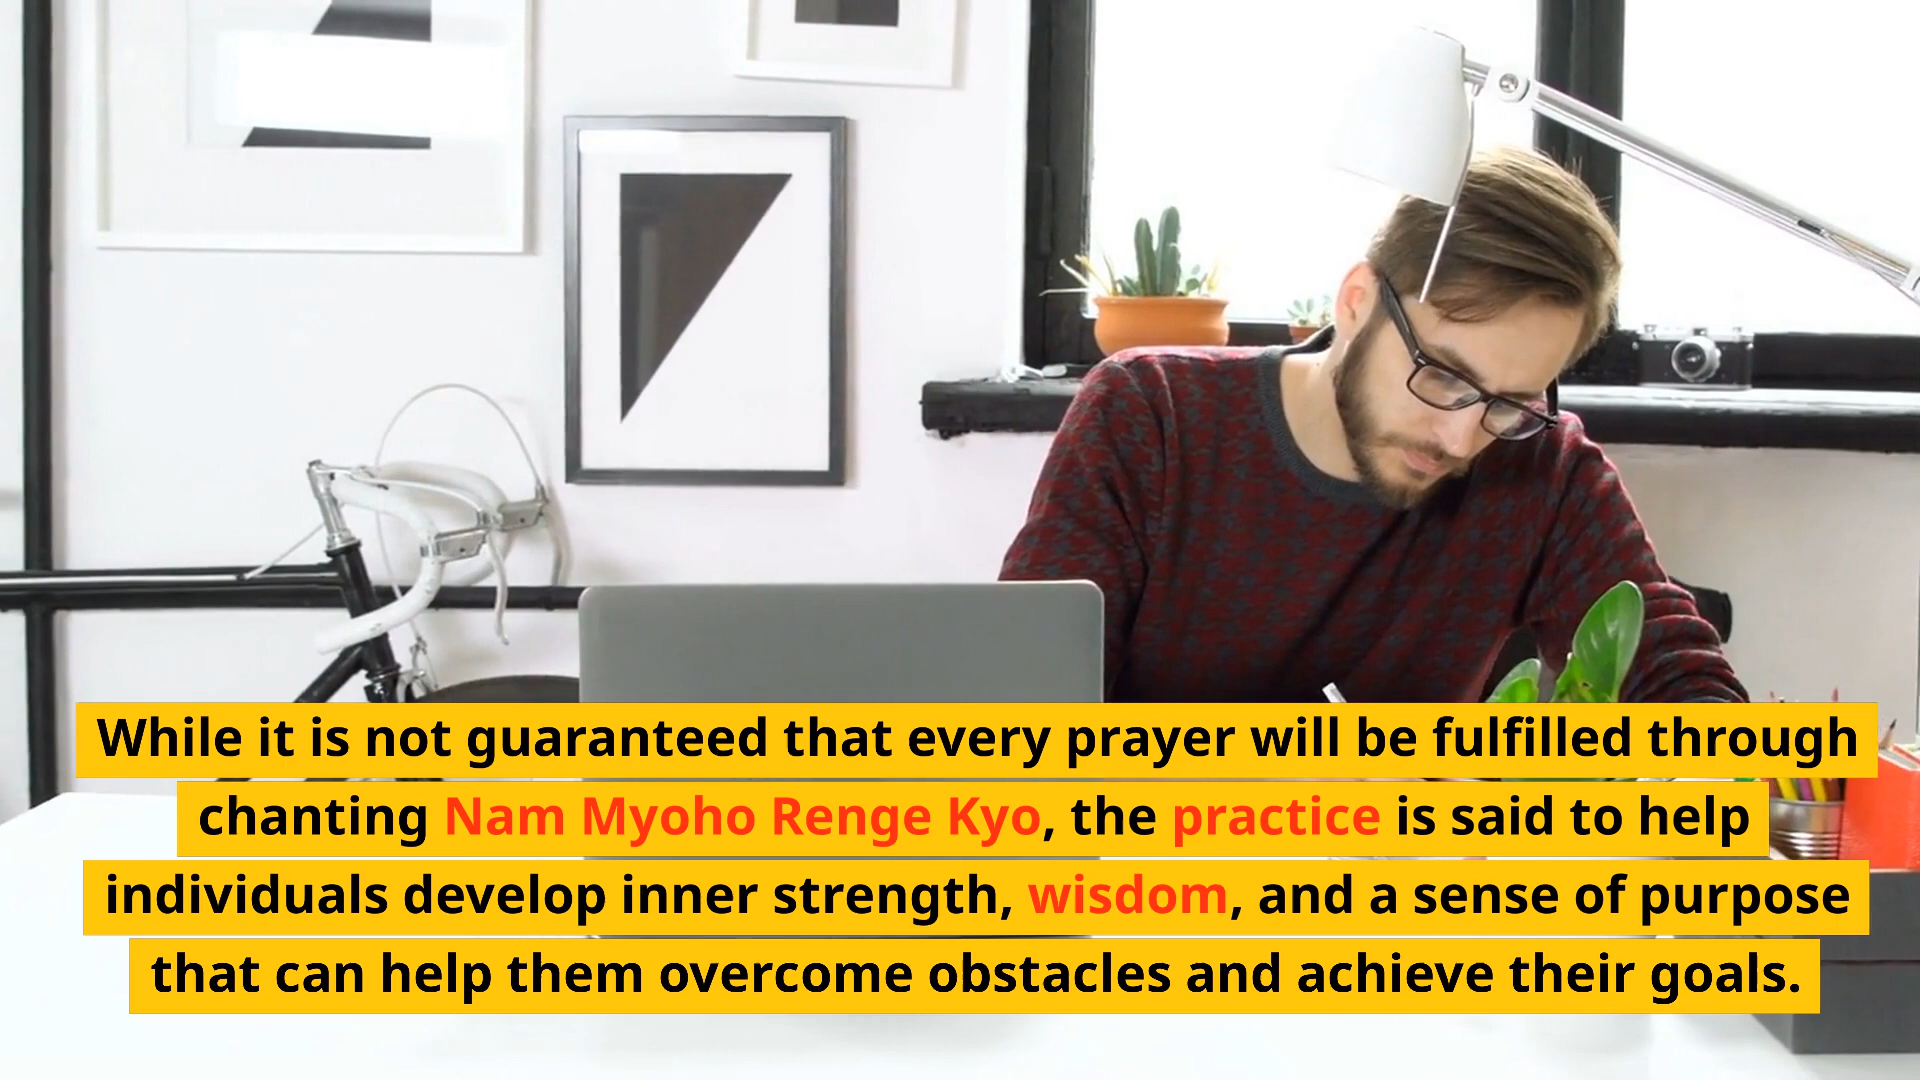 While it is not guaranteed that every prayer will be fulfilled through
chanting Nam Myoho Renge Kyo, the practice is said to help
individuals develop inner strength, wisdom, and a sense of purpose
that can help them overcome obstacles and achieve their goals.